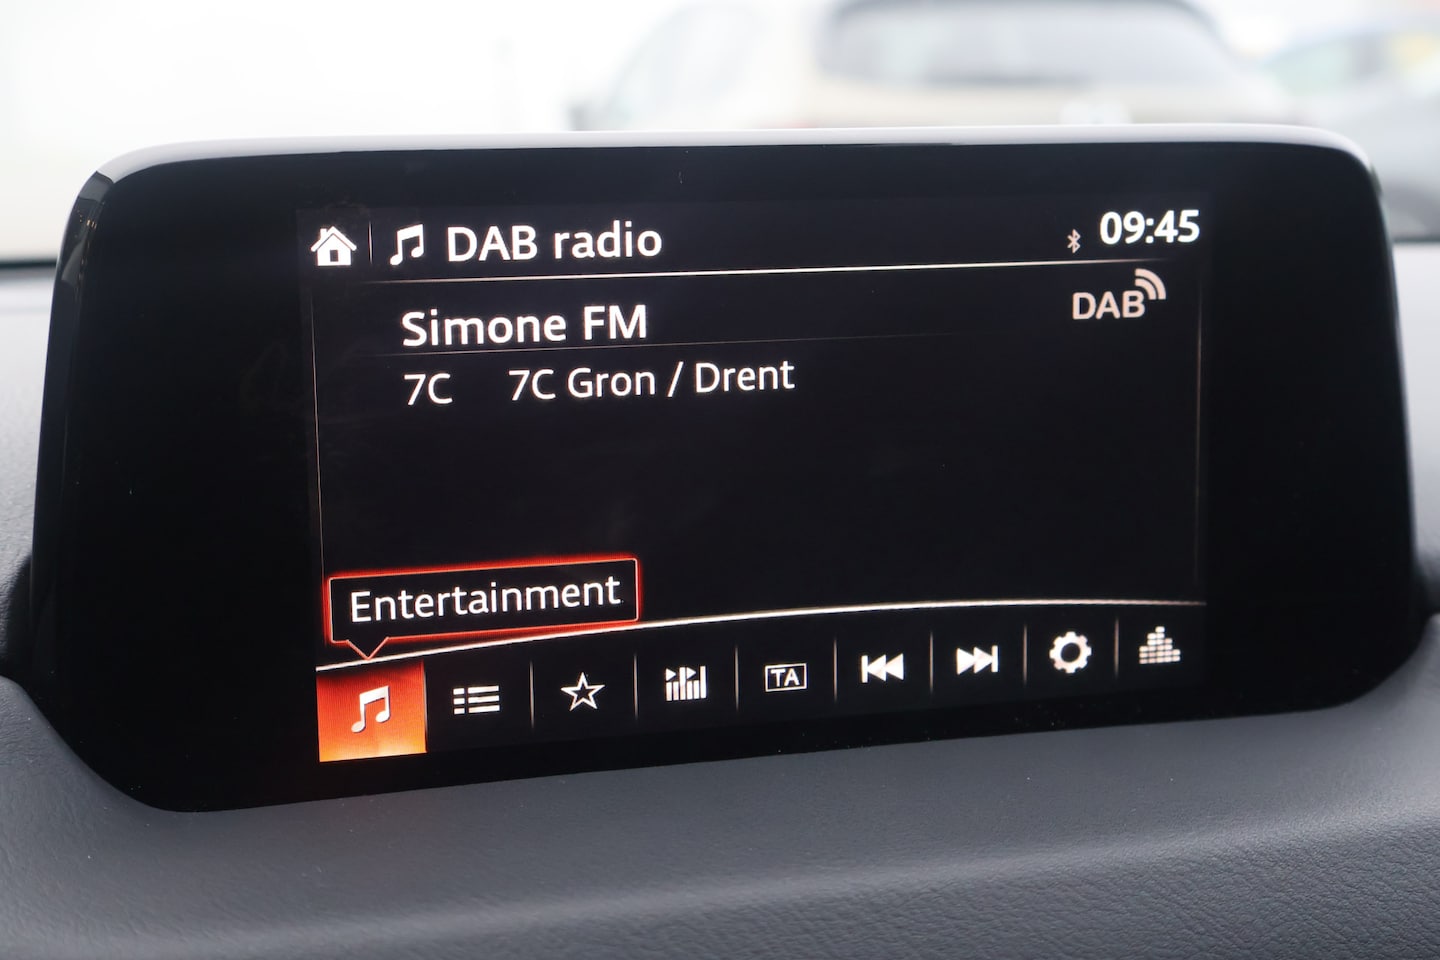 DAB radio
09:45
Simone FM
DAB
7C 7C Gron / Drent
Entertainment
TA